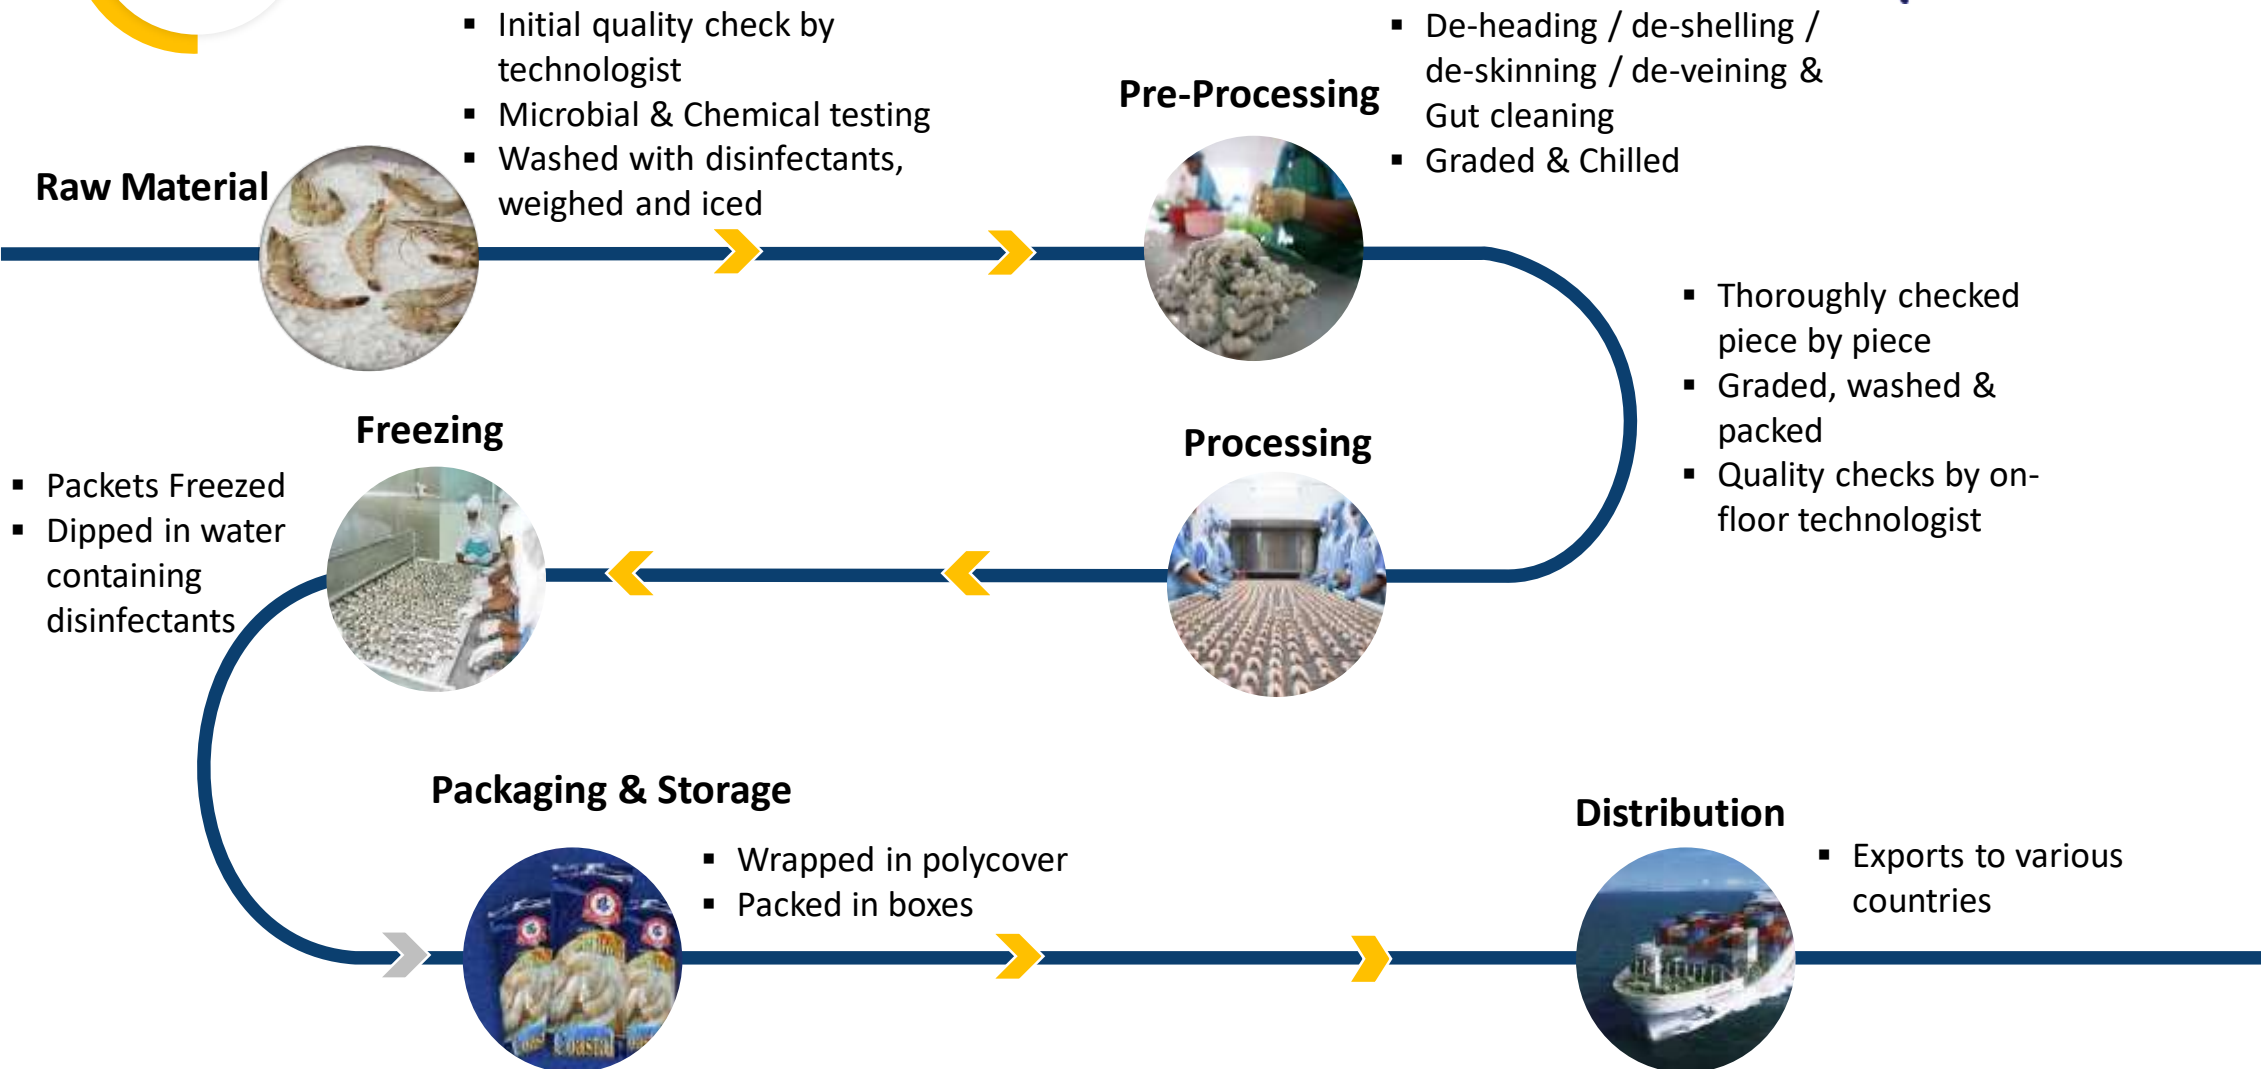 Raw Material
▪ Initial quality check by
technologist
▪ Microbial & Chemical testing
▪ Washed with disinfectants,
weighed and iced
Pre-Processing
▪ De-heading / de-shelling /
de-skinning / de-veining &
Gut cleaning
▪ Graded & Chilled
Processing
▪ Thoroughly checked
piece by piece
▪ Graded, washed &
packed
▪ Quality checks by on-
floor technologist
Freezing
▪ Packets Freezed
▪ Dipped in water
containing
disinfectants
Packaging & Storage
▪ Wrapped in polycover
▪ Packed in boxes
Coastal
Distribution
▪ Exports to various
countries